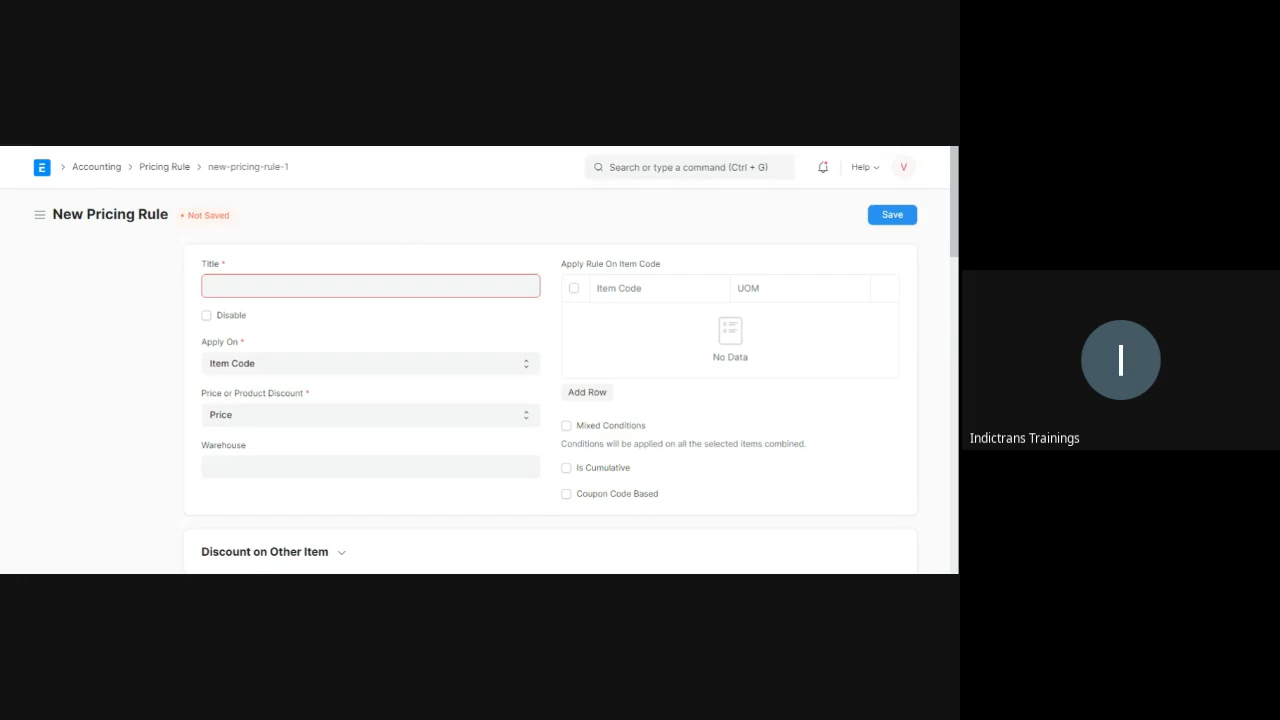 E > Accounting > Pricing Rule > new-pricing-rule-1
Search or type a command (Ctrl + G)
Help
V
New Pricing Rule
• Not Saved
Save
Title *
Disable
Apply On *
Item Code
Price or Product Discount *
Price
Warehouse
Apply Rule On Item Code
Item Code UOM
No Data
Add Row
Mixed Conditions
Conditions will be applied on all the selected items combined.
Is Cumulative
Coupon Code Based
Discount on Other Item
I
Indictrans Trainings